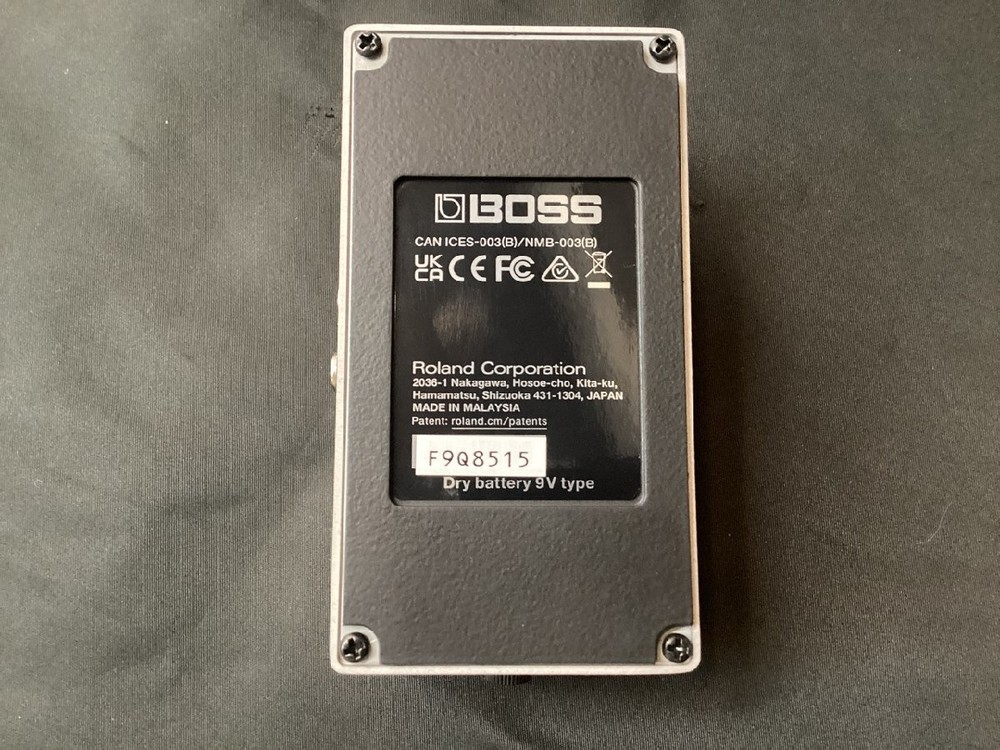 BOSS
CAN ICES-003(B)/NMB-003(B)
UK CA CE FC
Roland Corporation
2036-1 Nakagawa, Hosoe-cho, Kita-ku,
Hamamatsu, Shizuoka 431-1304, JAPAN
MADE IN MALAYSIA
Patent: roland.cm/patents
F9Q8515
Dry battery 9V type